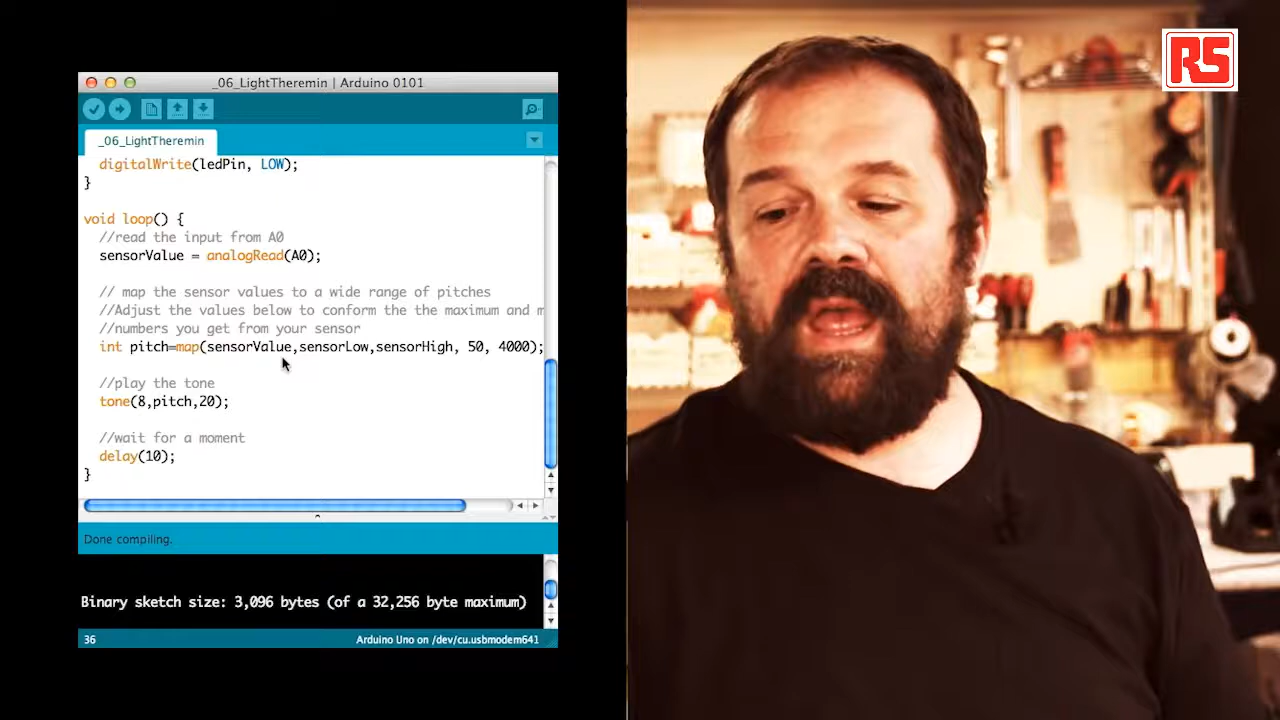 _06_LightTheremin | Arduino 0101
_06_LightTheremin
digitalWrite(ledPin, LOW);
}
void loop() {
//read the input from A0
sensorValue = analogRead(A0);
// map the sensor values to a wide range of pitches
//Adjust the values below to conform the the maximum and m
//numbers you get from your sensor
int pitch=map(sensorValue,sensorLow,sensorHigh, 50, 4000);
//play the tone
tone(8,pitch,20);
//wait for a moment
delay(10);
}
Done compiling.
Binary sketch size: 3,096 bytes (of a 32,256 byte maximum)
36
Arduino Uno on /dev/cu.usbmodem641
RS